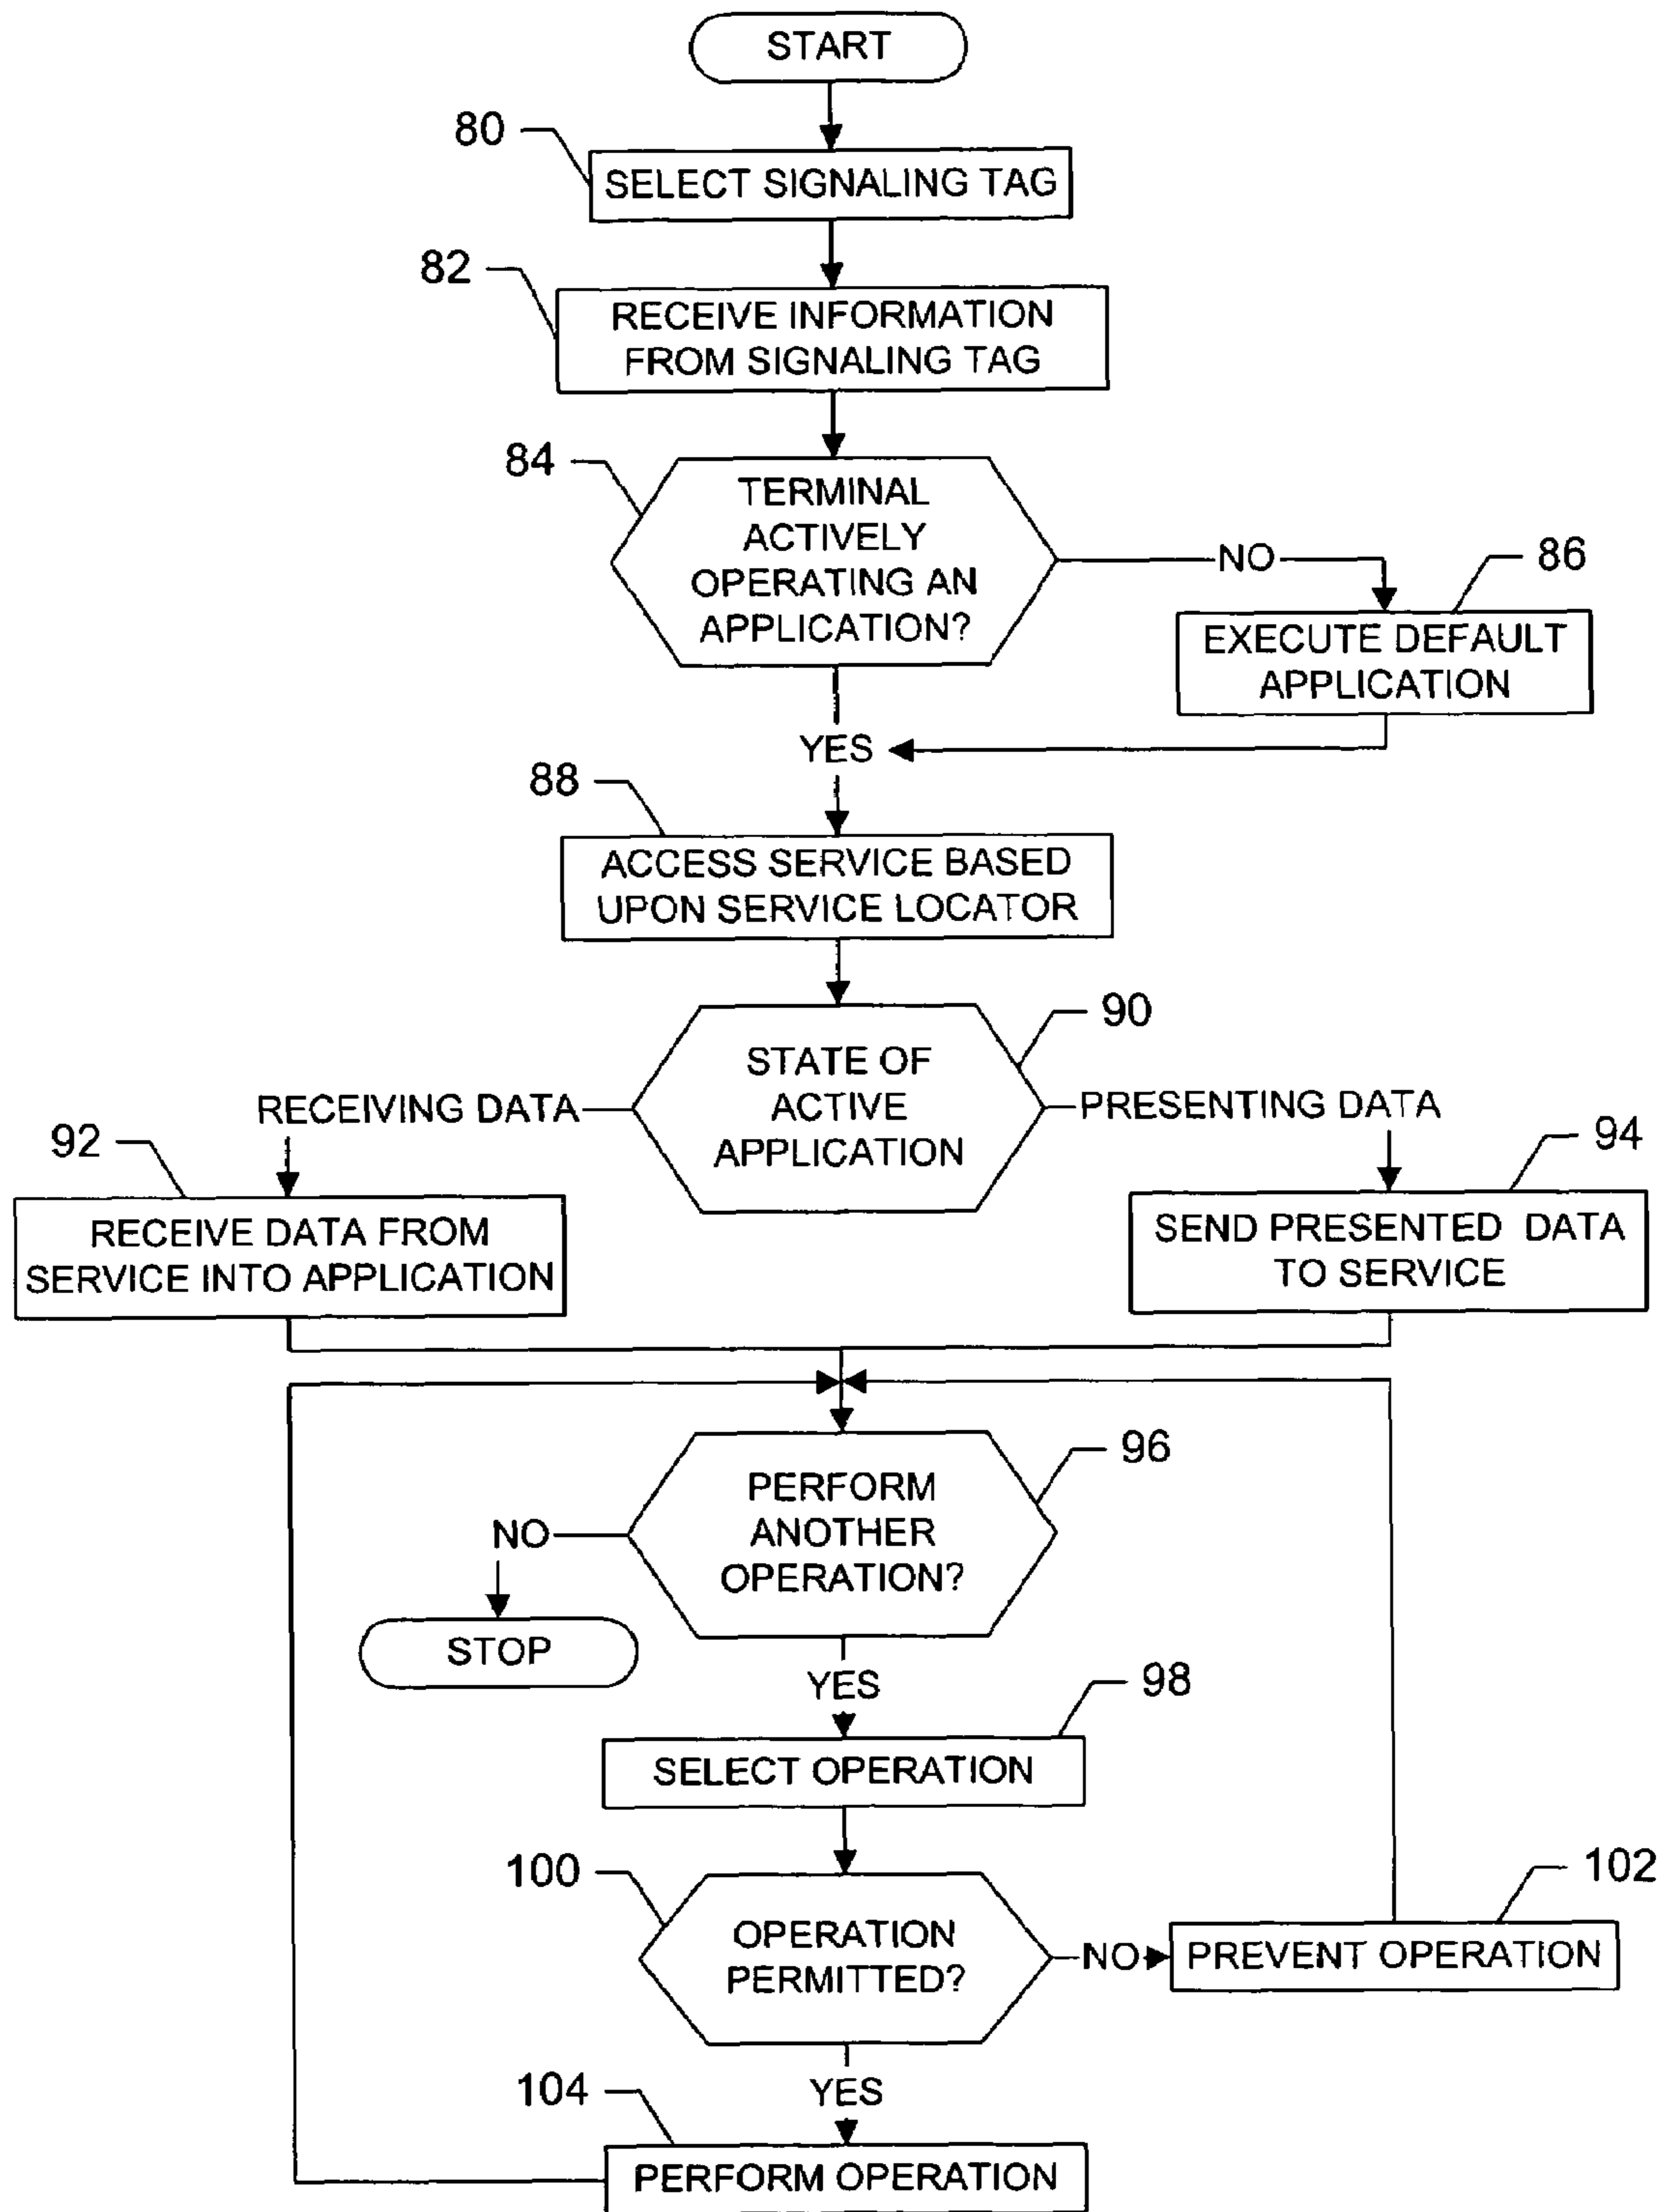 START
80
SELECT SIGNALING TAG
82
RECEIVE INFORMATION
FROM SIGNALING TAG
84
TERMINAL
ACTIVELY
OPERATING AN
APPLICATION?
NO
86
EXECUTE DEFAULT
APPLICATION
YES
88
ACCESS SERVICE BASED
UPON SERVICE LOCATOR
90
STATE OF
ACTIVE
APPLICATION
RECEIVING DATA
PRESENTING DATA
92
RECEIVE DATA FROM
SERVICE INTO APPLICATION
94
SEND PRESENTED DATA
TO SERVICE
96
PERFORM
ANOTHER
OPERATION?
NO
STOP
YES
98
SELECT OPERATION
100
OPERATION
PERMITTED?
NO
102
PREVENT OPERATION
YES
104
PERFORM OPERATION